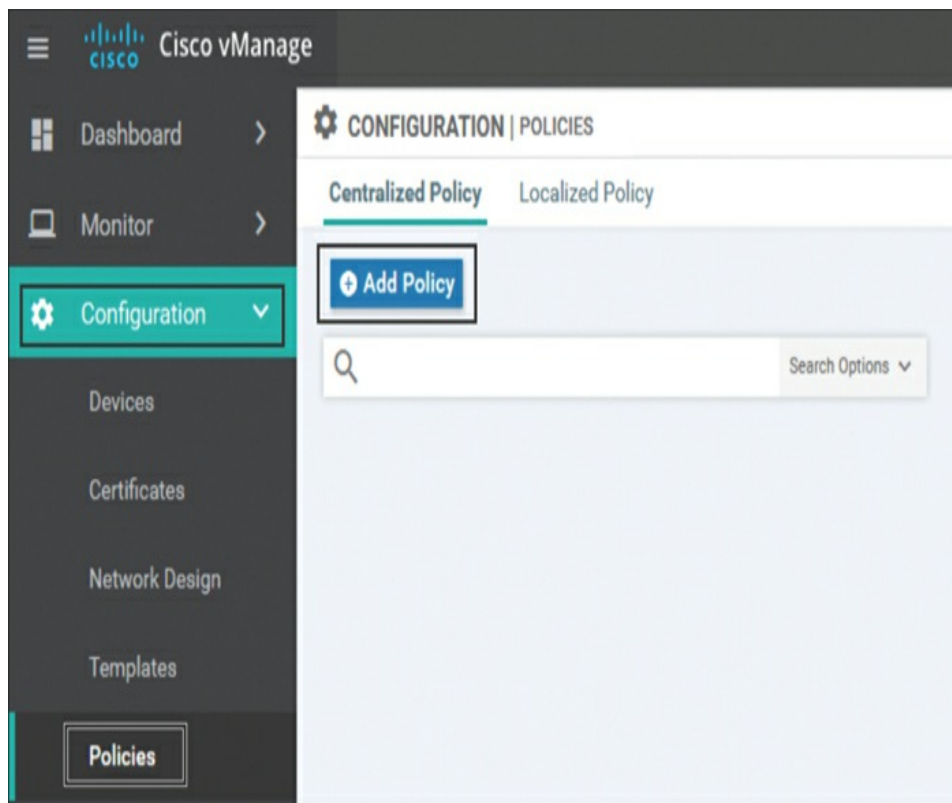 CISCO Cisco vManage
Dashboard
Monitor
Configuration
Devices
Certificates
Network Design
Templates
Policies
CONFIGURATION | POLICIES
Centralized Policy Localized Policy
Add Policy
Search Options